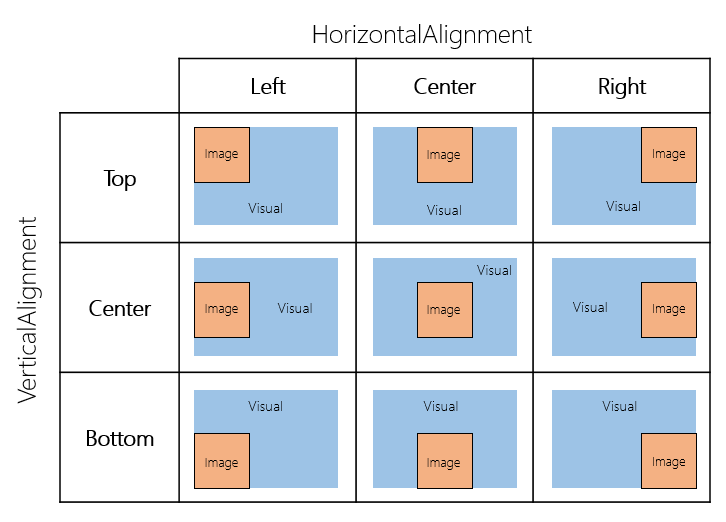 HorizontalAlignment
Left
Center
Right
VerticalAlignment
Top
Image
Visual
Image
Visual
Image
Visual
Center
Image
Visual
Visual
Image
Visual
Image
Bottom
Visual
Image
Visual
Image
Visual
Image